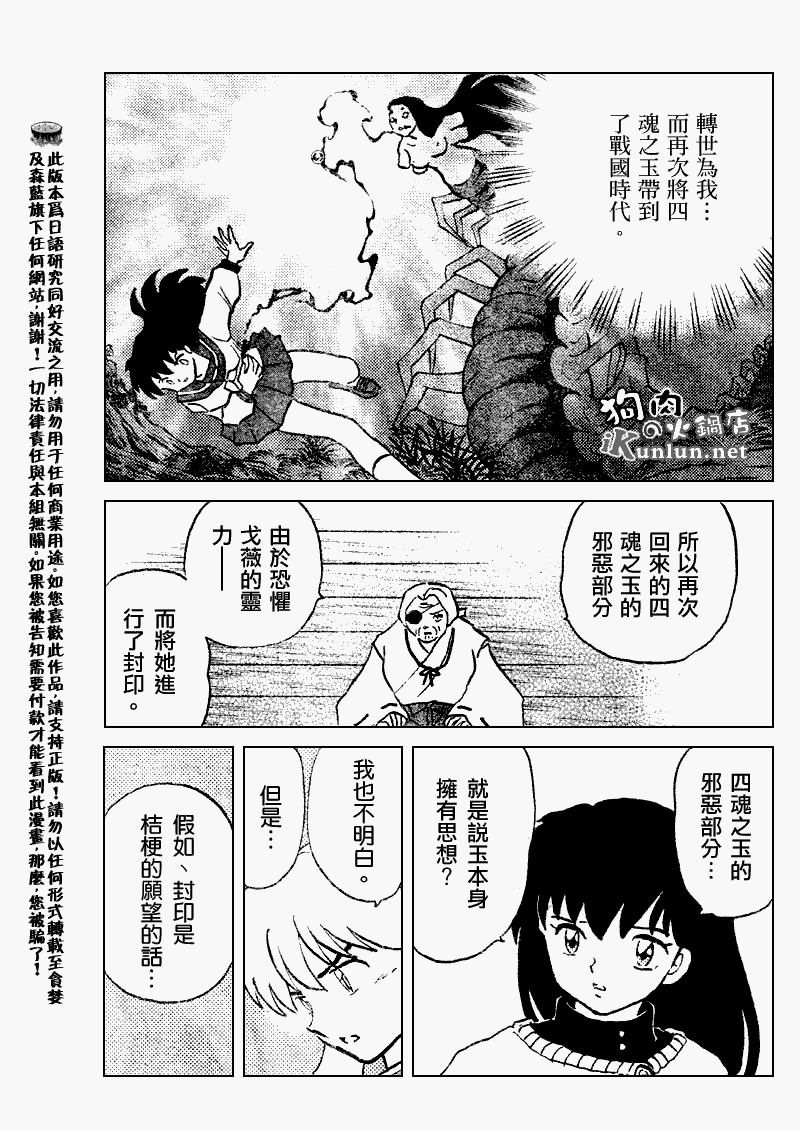 轉世為我…
而再次將四
魂之玉帶到
了戰國時代。
狗肉の火鍋店
iKunlun.net
所以再次
回來的四
魂之玉的
邪惡部分
由於恐懼
戈薇的靈
力——
而將她進
行了封印。
四魂之玉的
邪惡部分…
就是説玉本身
擁有思想？
我也不明白。
但是…
假如、封印是
桔梗的願望的話…
此版本爲日語研究同好交流之用，請勿用于任何商業用途。如您喜歡此作品，請支持正版！請勿以任何形式轉載至貪婪
及森藍旗下任何網站，謝謝！一切法律責任與本組無關。如果您被告知需要付款才能看到此漫畫，那麽，您被騙了！